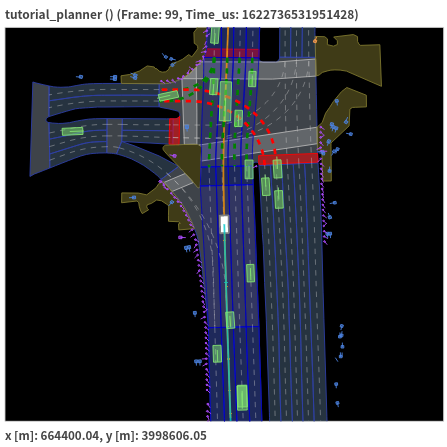 tutorial_planner () (Frame: 99, Time_us: 1622736531951428)
x [m]: 664400.04, y [m]: 3998606.05